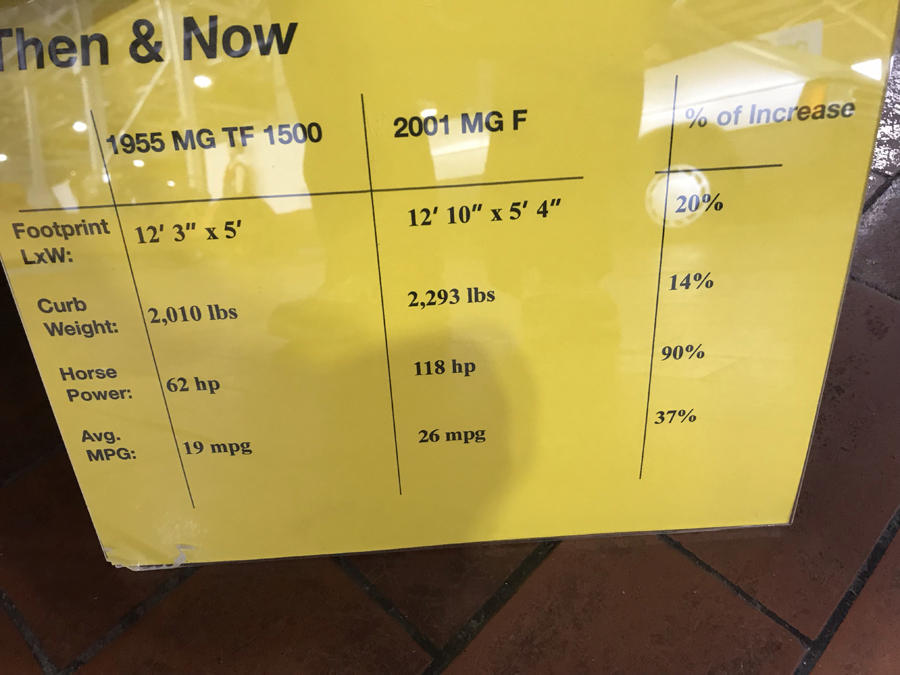 Then & Now
1955 MG TF 1500 2001 MG F % of Increase
Footprint
LxW: 12' 3" x 5' 12' 10" x 5' 4" 20%
Curb
Weight: 2,010 lbs 2,293 lbs 14%
Horse
Power: 62 hp 118 hp 90%
Avg.
MPG: 19 mpg 26 mpg 37%